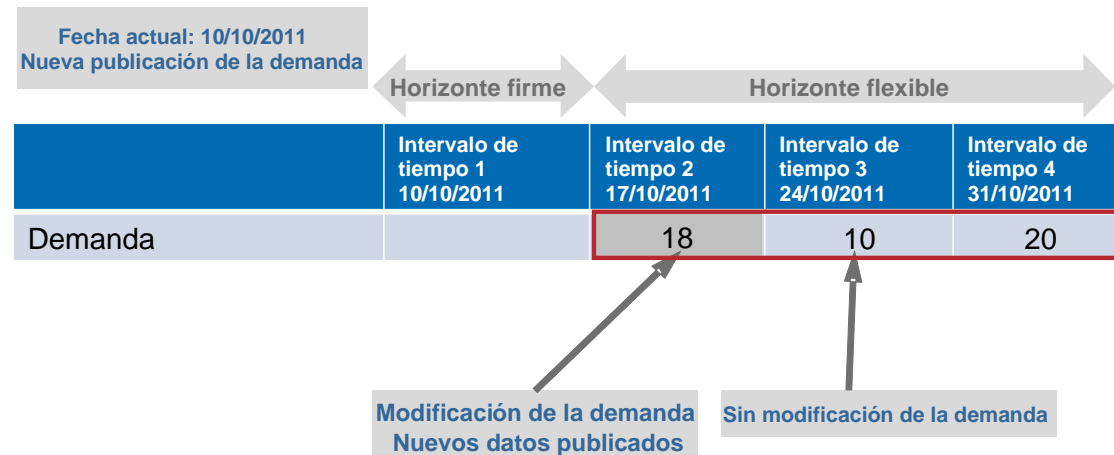 Fecha actual: 10/10/2011
Nueva publicación de la demanda
Horizonte firme
Horizonte flexible
Intervalo de tiempo 1 10/10/2011
Intervalo de tiempo 2 17/10/2011
Intervalo de tiempo 3 24/10/2011
Intervalo de tiempo 4 31/10/2011
Demanda 18 10 20
Modificación de la demanda
Nuevos datos publicados
Sin modificación de la demanda